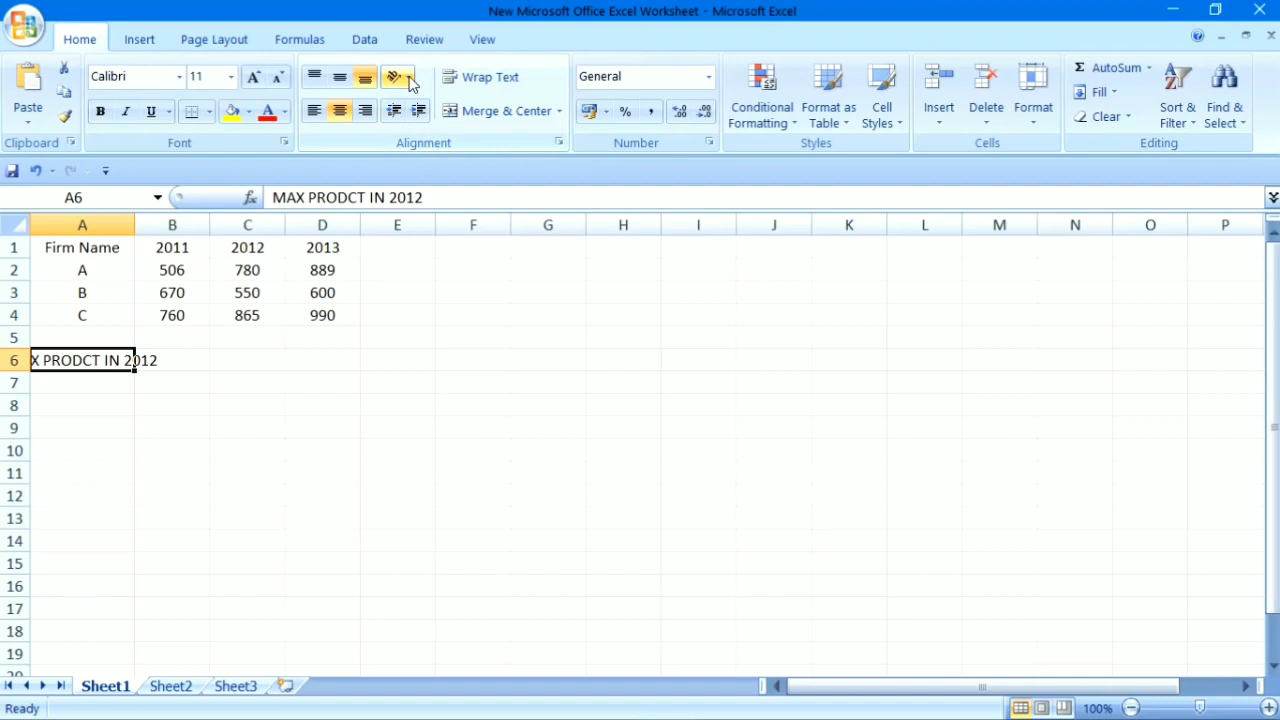 New Microsoft Office Excel Worksheet - Microsoft Excel
Home Insert Page Layout Formulas Data Review View
Paste
Clipboard
Calibri 11
B I U
Font
Wrap Text
Merge & Center
Alignment
General
% ,
Number
Conditional Formatting
Format as Table
Cell Styles
Styles
Insert
Delete
Format
Cells
Σ AutoSum
Fill
Clear
Sort & Filter
Find & Select
Editing
A6 fx MAX PRODCT IN 2012
A B C D E F G H I J K L M N O P
1 Firm Name 2011 2012 2013
2 A 506 780 889
3 B 670 550 600
4 C 760 865 990
5
6 X PRODCT IN 2012
7
8
9
10
11
12
13
14
15
16
17
18
19
20
Sheet1 Sheet2 Sheet3
Ready 100%